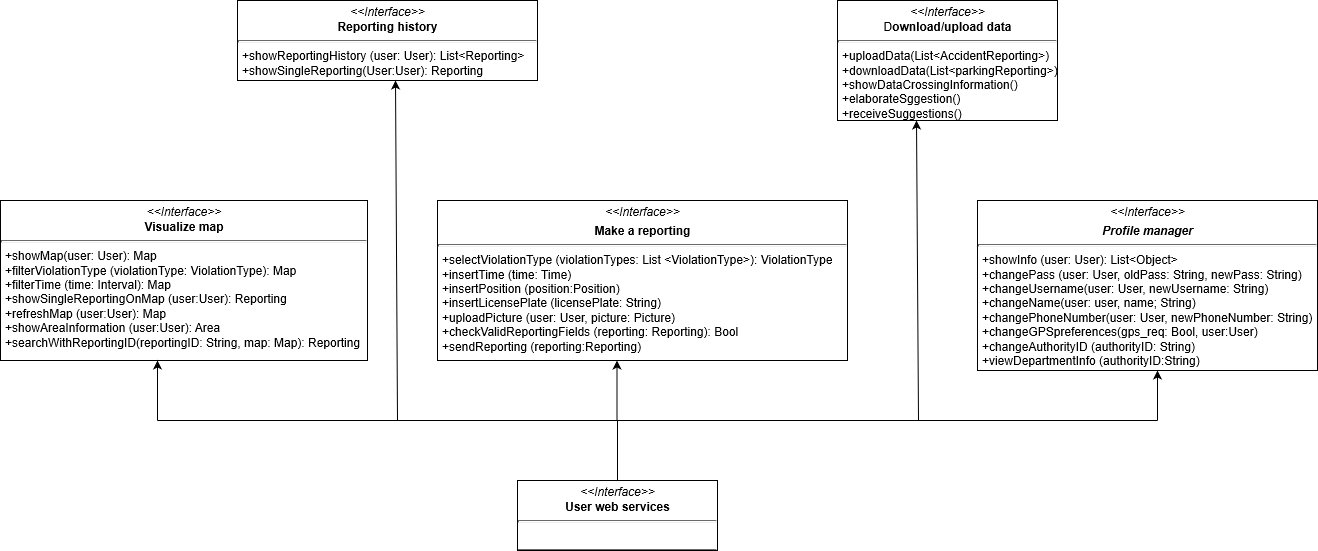 <<Interface>>
Reporting history
+showReportingHistory (user: User): List<Reporting>
+showSingleReporting(User:User): Reporting
<<Interface>>
Download/upload data
+uploadData(List<AccidentReporting>)
+downloadData(List<parkingReporting>)
+showDataCrossingInformation()
+elaborateSggestion()
+receiveSuggestions()
<<Interface>>
Visualize map
+showMap(user: User): Map
+filterViolationType (violationType: ViolationType): Map
+filterTime (time: Interval): Map
+showSingleReportingOnMap (user:User): Reporting
+refreshMap (user:User): Map
+showAreaInformation (user:User): Area
+searchWithReportingID(reportingID: String, map: Map): Reporting
<<Interface>>
Make a reporting
+selectViolationType (violationTypes: List <ViolationType>): ViolationType
+insertTime (time: Time)
+insertPosition (position:Position)
+insertLicensePlate (licensePlate: String)
+uploadPicture (user: User, picture: Picture)
+checkValidReportingFields (reporting: Reporting): Bool
+sendReporting (reporting:Reporting)
<<Interface>>
Profile manager
+showInfo (user: User): List<Object>
+changePass (user: User, oldPass: String, newPass: String)
+changeUsername(user: User, newUsername: String)
+changeName(user: user, name; String)
+changePhoneNumber(user: User, newPhoneNumber: String)
+changeGPSpreferences(gps_req: Bool, user:User)
+changeAuthorityID (authorityID: String)
+viewDepartmentInfo (authorityID:String)
<<Interface>>
User web services